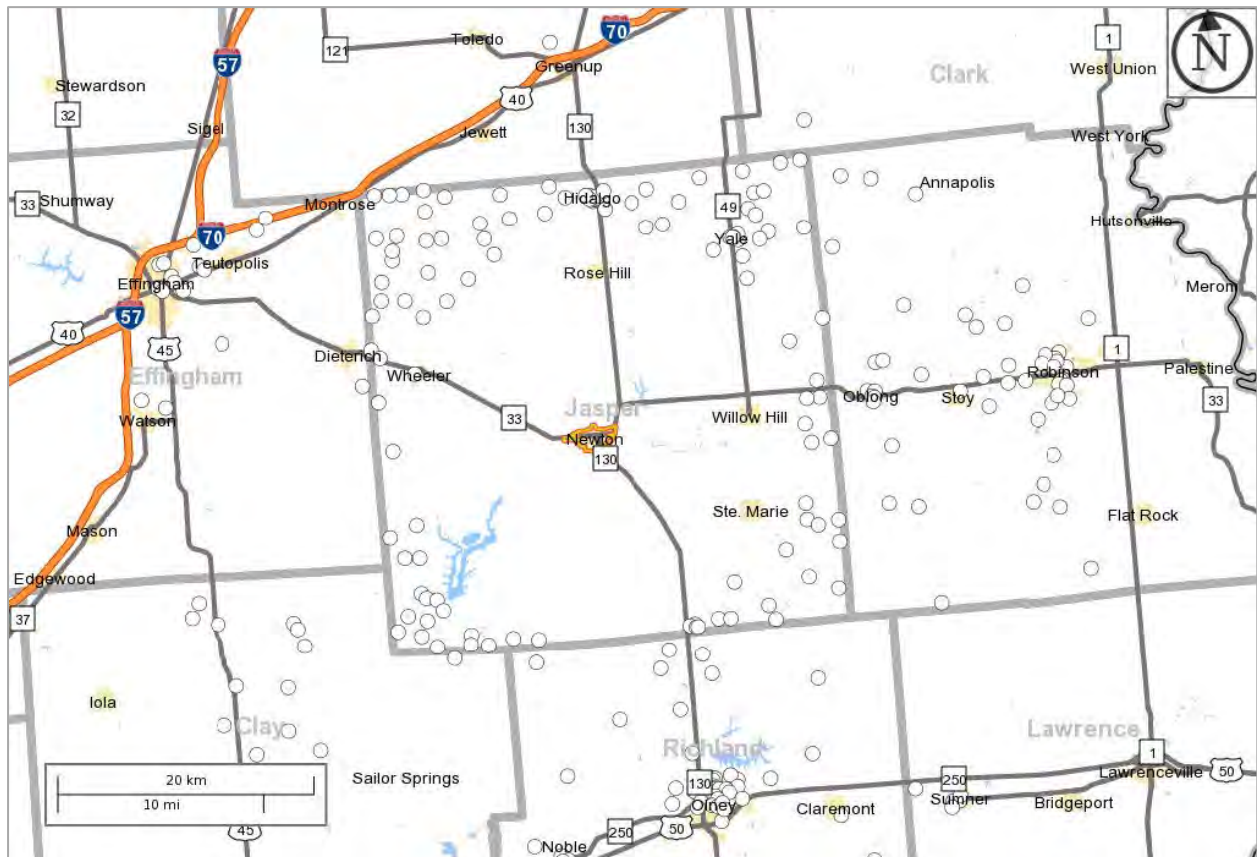 1
70
121
Toledo
57
Greenup
Clark
West Union
N
Stewardson
40
32
Sigel
130
Jewett
West York
Annapolis
Shumway
33
Montrose
Hidalgo
49
Hutsonville
70
Yale
Teutopolis
Rose Hill
Effingham
Merom
57
40
45
Dieterich
1
Effingham
Wheeler
Robinson
Palestine
Oblong
Stoy
33
Jasper
Willow Hill
33
Watson
Newton
130
Mason
Ste. Marie
Flat Rock
Edgewood
37
Iola
Clay
Lawrence
Richland
1
20 km
Sailor Springs
130
250
Lawrenceville
50
10 mi
Olney
Claremont
Sumner
Bridgeport
45
250
50
Noble